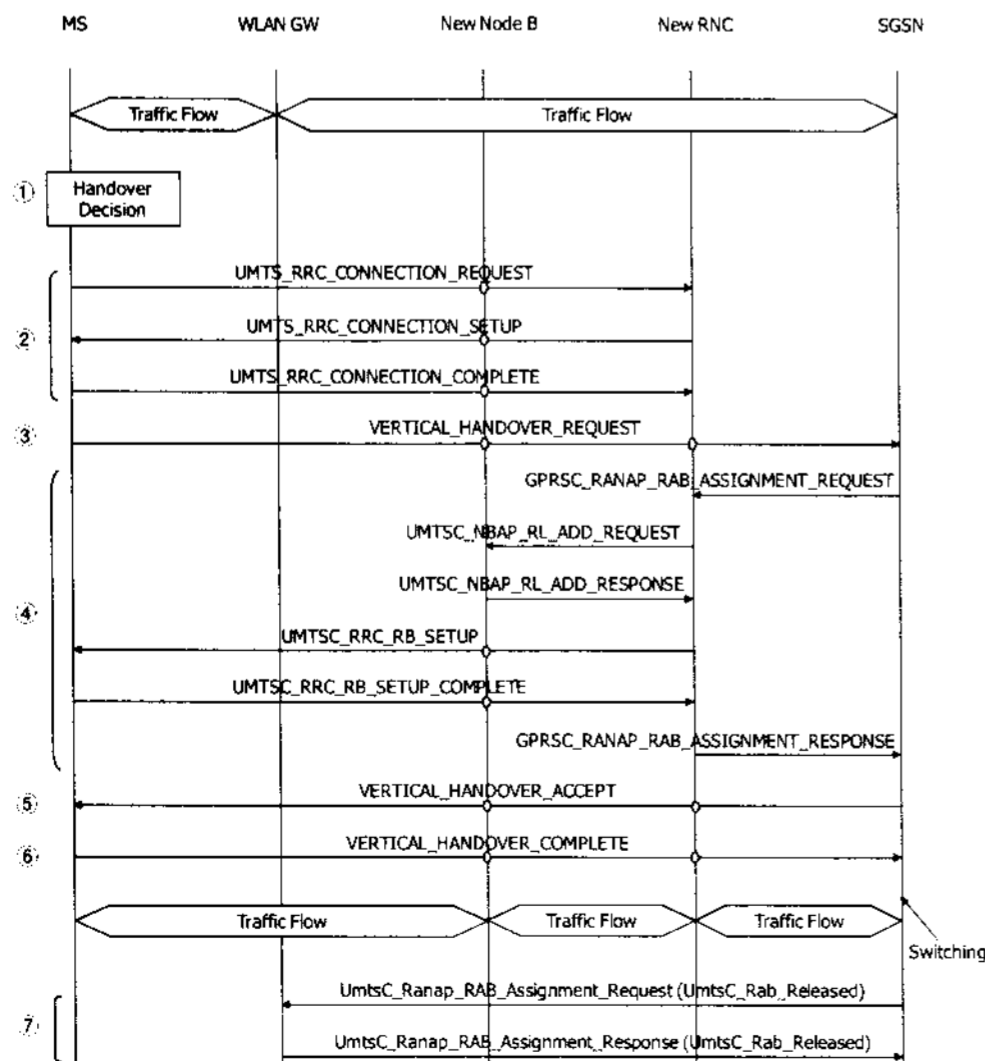 MS WLAN GW New Node B New RNC SGSN
Traffic Flow Traffic Flow
① Handover
Decision
UMTS_RRC_CONNECTION_REQUEST
② UMTS_RRC_CONNECTION_SETUP
UMTS_RRC_CONNECTION_COMPLETE
③ VERTICAL_HANDOVER_REQUEST
GPRSC_RANAP_RAB_ASSIGNMENT_REQUEST
UMTSC_NBAP_RL_ADD_REQUEST
④ UMTSC_NBAP_RL_ADD_RESPONSE
UMTSC_RRC_RB_SETUP
UMTSC_RRC_RB_SETUP_COMPLETE
GPRSC_RANAP_RAB_ASSIGNMENT_RESPONSE
⑤ VERTICAL_HANDOVER_ACCEPT
⑥ VERTICAL_HANDOVER_COMPLETE
Traffic Flow Traffic Flow Traffic Flow
Switching
UmtsC_Ranap_RAB_Assignment_Request (UmtsC_Rab_Released)
⑦ UmtsC_Ranap_RAB_Assignment_Response (UmtsC_Rab_Released)